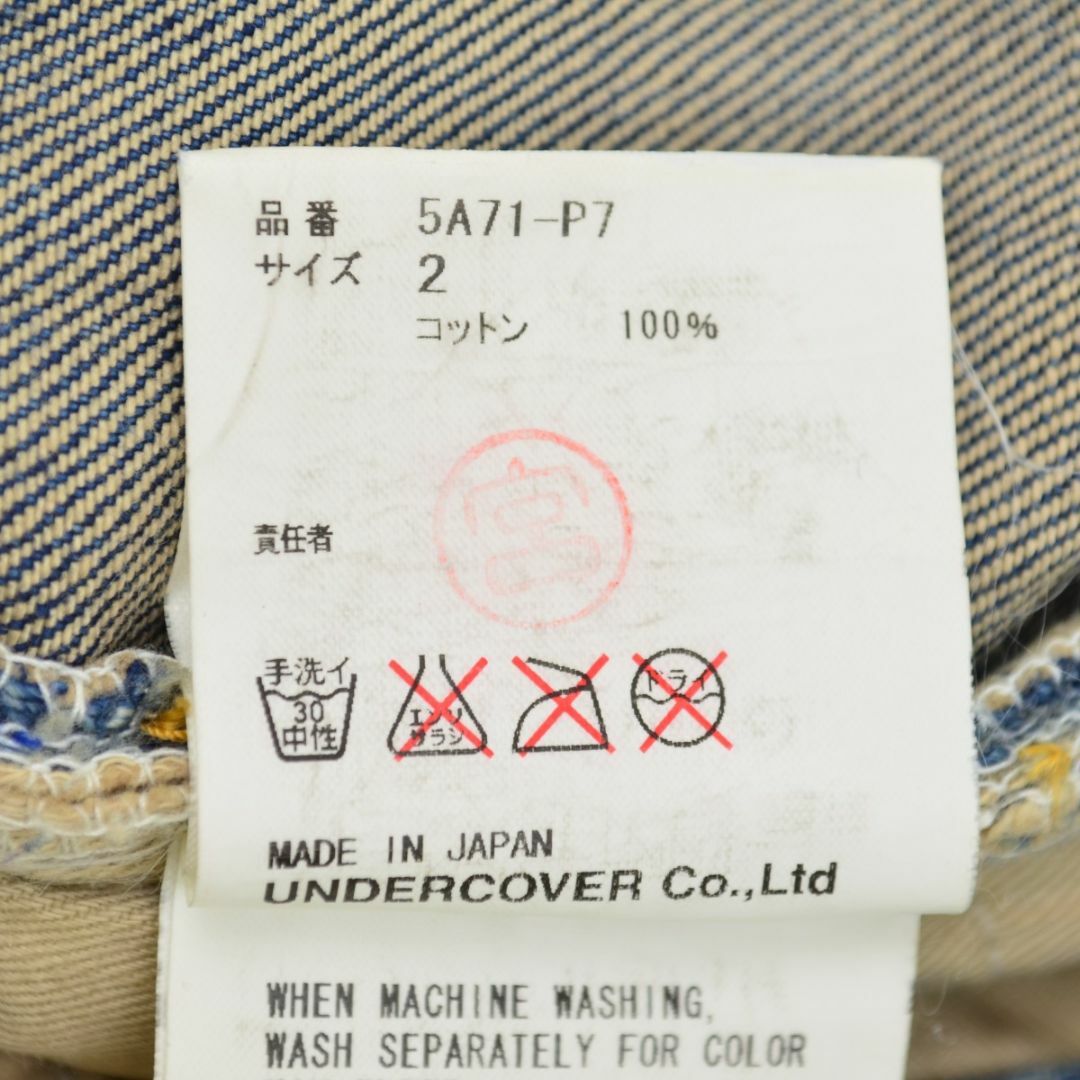 品番 5A71-P7
サイズ 2
コットン 100%
宮
責任者
手洗イ
30
中性
エンソ
サラシ
ドライ
MADE IN JAPAN
UNDERCOVER Co.,Ltd
WHEN MACHINE WASHING,
WASH SEPARATELY FOR COLOR